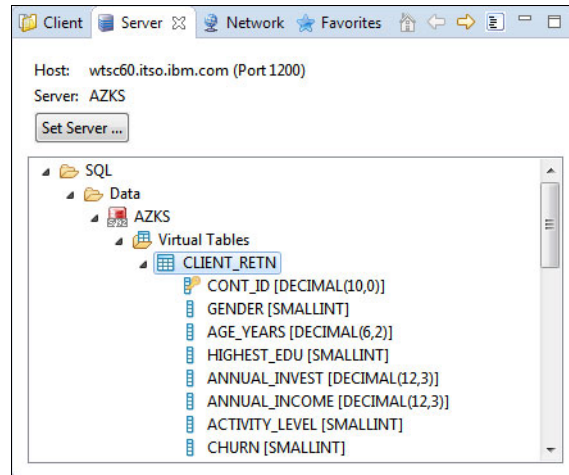 Client Server Network Favorites
Host: wtsc60.itso.ibm.com (Port 1200)
Server: AZKS
Set Server ...
SQL
Data
AZKS
Virtual Tables
CLIENT_RETN
CONT_ID [DECIMAL(10,0)]
GENDER [SMALLINT]
AGE_YEARS [DECIMAL(6,2)]
HIGHEST_EDU [SMALLINT]
ANNUAL_INVEST [DECIMAL(12,3)]
ANNUAL_INCOME [DECIMAL(12,3)]
ACTIVITY_LEVEL [SMALLINT]
CHURN [SMALLINT]